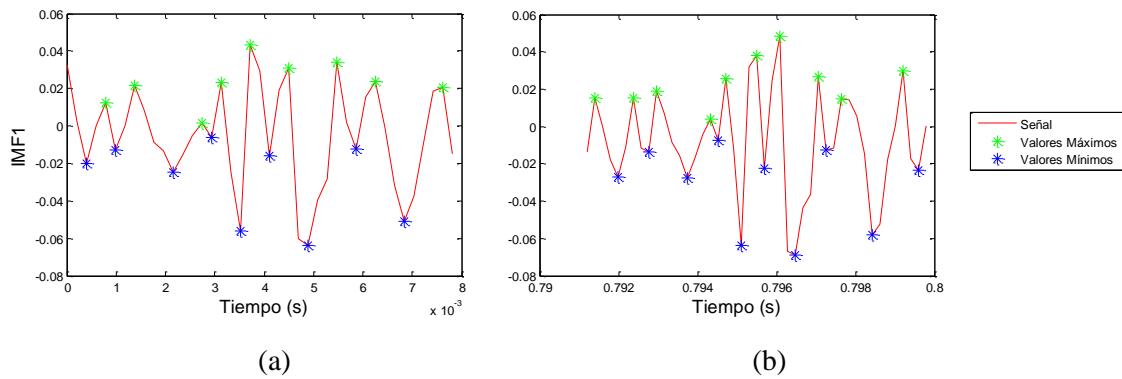 0.06
0.04
0.02
0
-0.02
-0.04
-0.06
-0.08
IMF1
0 1 2 3 4 5 6 7 8
x 10^-3
Tiempo (s)
(a)
0.06
0.04
0.02
0
-0.02
-0.04
-0.06
-0.08
0.79 0.792 0.794 0.796 0.798 0.8
Tiempo (s)
(b)
Señal
Valores Máximos
Valores Mínimos